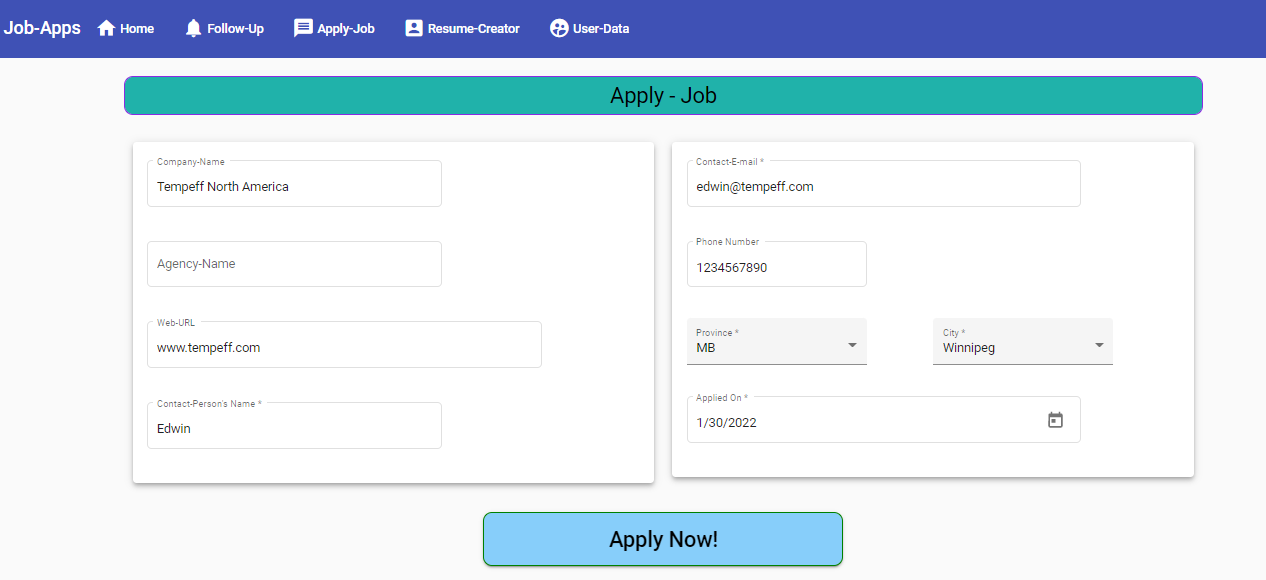 Job-Apps Home Follow-Up Apply-Job Resume-Creator User-Data
Apply - Job
Company-Name
Tempeff North America
Agency-Name
Web-URL
www.tempeff.com
Contact-Person's Name *
Edwin
Contact-E-mail *
edwin@tempeff.com
Phone Number
1234567890
Province * City *
MB Winnipeg
Applied On *
1/30/2022
Apply Now!